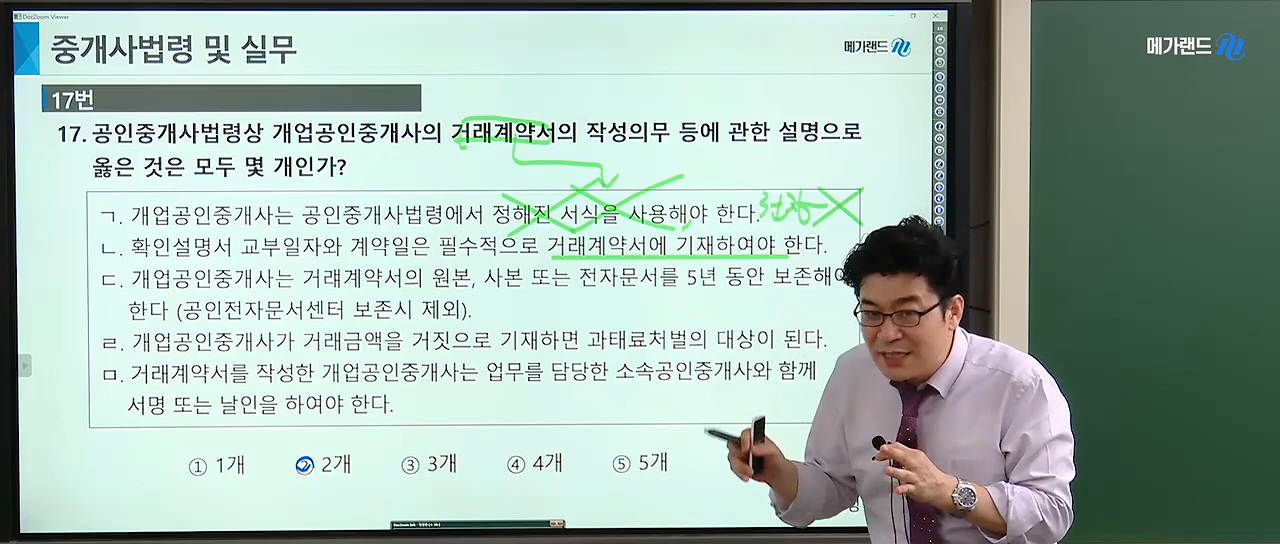 DocZoom Viewer
중개사법령 및 실무
메가랜드
메가랜드
17번
17. 공인중개사법령상 개업공인중개사의 거래계약서의 작성의무 등에 관한 설명으로
옳은 것은 모두 몇 개인가?
ㄱ. 개업공인중개사는 공인중개사법령에서 정해진 서식을 사용해야 한다.
ㄴ. 확인설명서 교부일자와 계약일은 필수적으로 거래계약서에 기재하여야 한다.
ㄷ. 개업공인중개사는 거래계약서의 원본, 사본 또는 전자문서를 5년 동안 보존해야
한다 (공인전자문서센터 보존시 제외).
ㄹ. 개업공인중개사가 거래금액을 거짓으로 기재하면 과태료처벌의 대상이 된다.
ㅁ. 거래계약서를 작성한 개업공인중개사는 업무를 담당한 소속공인중개사와 함께
서명 또는 날인을 하여야 한다.
① 1개 ② 2개 ③ 3개 ④ 4개 ⑤ 5개